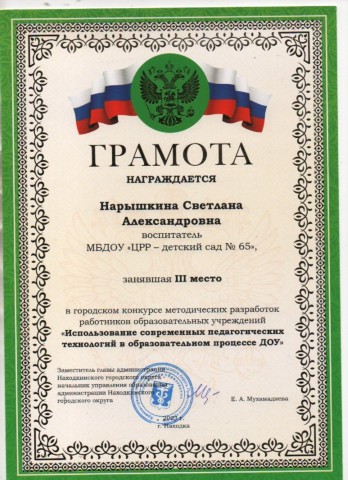 ГРАМОТА
НАГРАЖДАЕТСЯ
Нарышкина Светлана
Александровна
воспитатель
МБДОУ «ЦРР – детский сад № 65»,
занявшая III место
в городском конкурсе методических разработок
работников образовательных учреждений
«Использование современных педагогических
технологий в образовательном процессе ДОУ»
Заместитель главы администрации
Находкинского городского округа -
начальник управления образования
администрации Находкинского
городского округа
Е. А. Мухамадиева
г. Находка